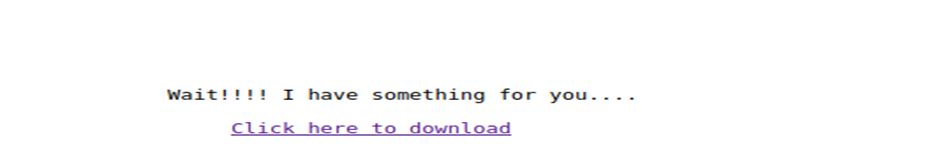 Wait!!!! I have something for you....
Click here to download